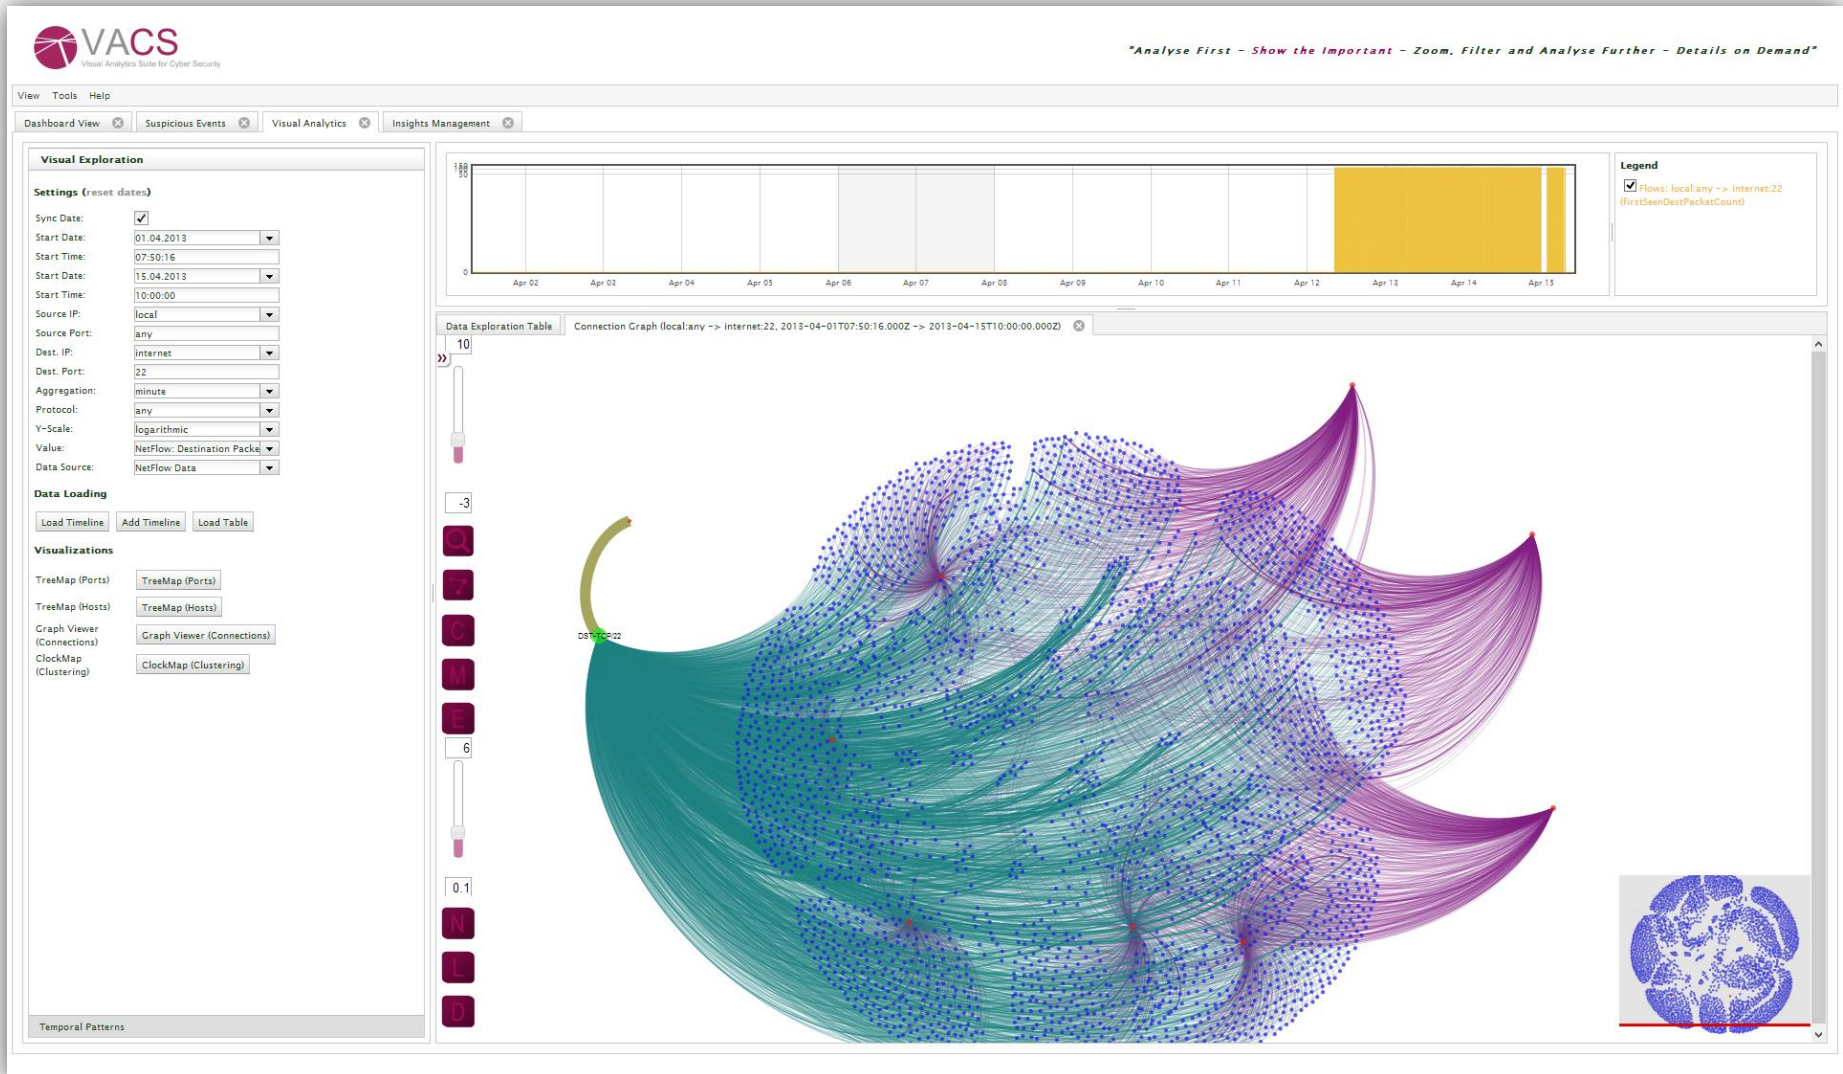 VACS
Visual Analytics Suite for Cyber Security
"Analyse First - Show the Important - Zoom, Filter and Analyse Further - Details on Demand"
View Tools Help
Dashboard View Suspicious Events Visual Analytics Insights Management
Visual Exploration
Settings (reset dates)
Sync Date:
Start Date: 01.04.2013
Start Time: 07:50:16
Start Date: 15.04.2013
Start Time: 10:00:00
Source IP: local
Source Port: any
Dest. IP: internet
Dest. Port: 22
Aggregation: minute
Protocol: any
Y-Scale: logarithmic
Value: NetFlow: Destination Packe
Data Source: NetFlow Data
Data Loading
Load Timeline Add Timeline Load Table
Visualizations
TreeMap (Ports) TreeMap (Ports)
TreeMap (Hosts) TreeMap (Hosts)
Graph Viewer
(Connections) Graph Viewer (Connections)
ClockMap
(Clustering) ClockMap (Clustering)
Temporal Patterns
0
Apr 02 Apr 03 Apr 04 Apr 05 Apr 06 Apr 07 Apr 08 Apr 09 Apr 10 Apr 11 Apr 12 Apr 13 Apr 14 Apr 15
Legend
Flows: local:any -> internet:22
(firstSeenDestPacketCount)
Data Exploration Table Connection Graph (local:any -> internet:22, 2013-04-01T07:50:16.000Z -> 2013-04-15T10:00:00.000Z)
10
-3
C
M
E
6
0.1
N
L
D
DST-TCP/22